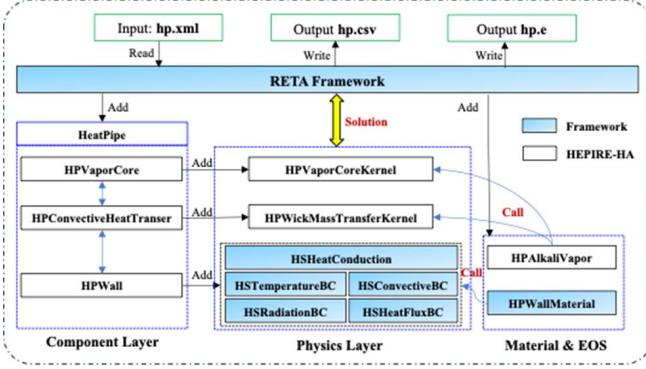 Input: hp.xml
Output hp.csv
Output hp.e
Read
Write
Write
RETA Framework
Add
Solution
Add
Framework
HEPIRE-HA
HeatPipe
HPVaporCore
Add
HPVaporCoreKernel
HPConvectiveHeatTranser
Add
HPWickMassTransferKernel
Call
HPWall
Add
HSHeatConduction
HSTemperatureBC
HSConvectiveBC
HSRadiationBC
HSHeatFluxBC
Call
HPAlkaliVapor
HPWallMaterial
Component Layer
Physics Layer
Material & EOS